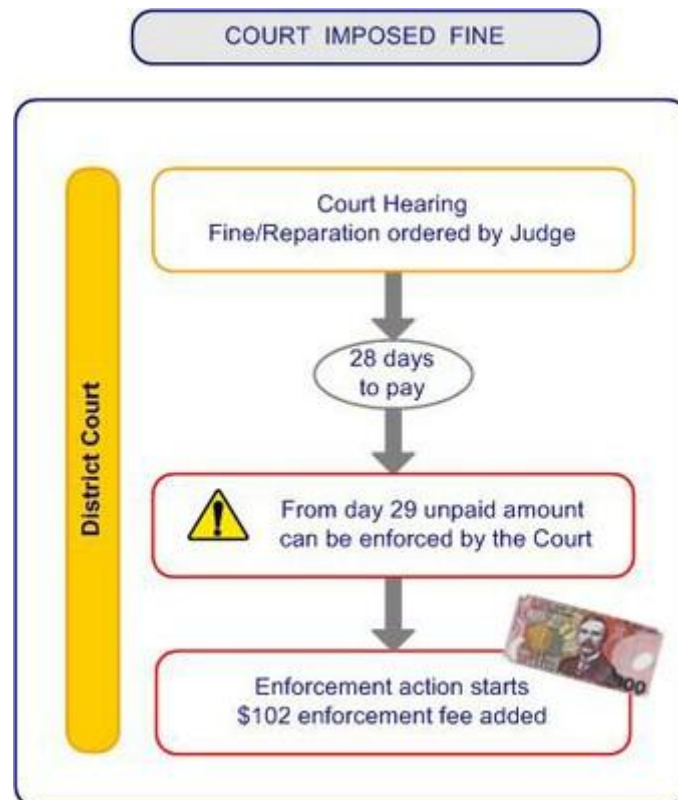 COURT IMPOSED FINE
District Court
Court Hearing
Fine/Reparation ordered by Judge
28 days
to pay
From day 29 unpaid amount
can be enforced by the Court
Enforcement action starts
$102 enforcement fee added